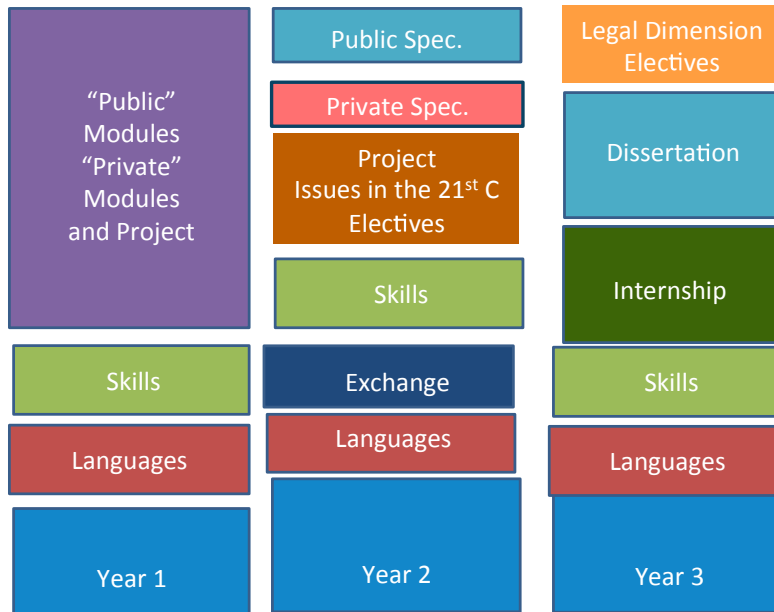 “Public”
Modules
“Private”
Modules
and Project
Skills
Languages
Year 1
Public Spec.
Private Spec.
Project
Issues in the 21st C
Electives
Skills
Exchange
Languages
Year 2
Legal Dimension
Electives
Dissertation
Internship
Skills
Languages
Year 3